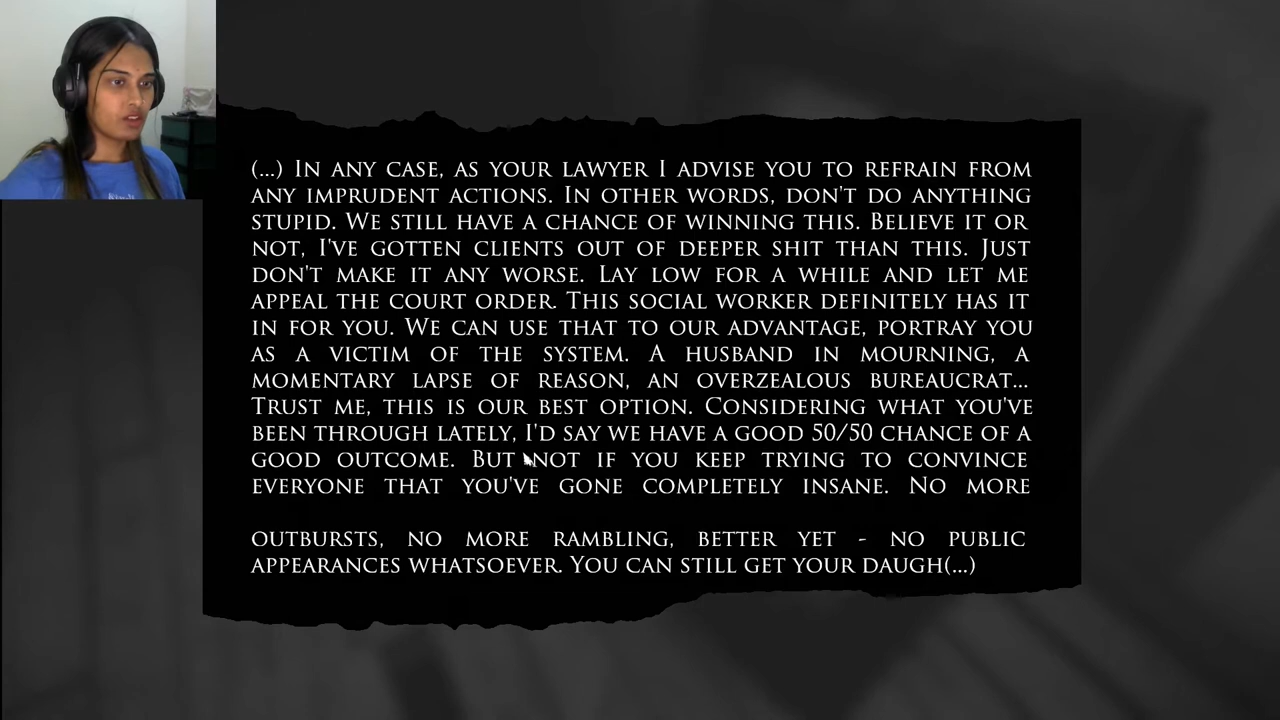 (...) In any case, as your lawyer I advise you to refrain from
any imprudent actions. In other words, don't do anything
stupid. We still have a chance of winning this. Believe it or
not, I've gotten clients out of deeper shit than this. Just
don't make it any worse. Lay low for a while and let me
appeal the court order. This social worker definitely has it
in for you. We can use that to our advantage, portray you
as a victim of the system. A husband in mourning, a
momentary lapse of reason, an overzealous bureaucrat...
Trust me, this is our best option. Considering what you've
been through lately, I'd say we have a good 50/50 chance of a
good outcome. But not if you keep trying to convince
everyone that you've gone completely insane. No more
outbursts, no more rambling, better yet - no public
appearances whatsoever. You can still get your daugh(...)